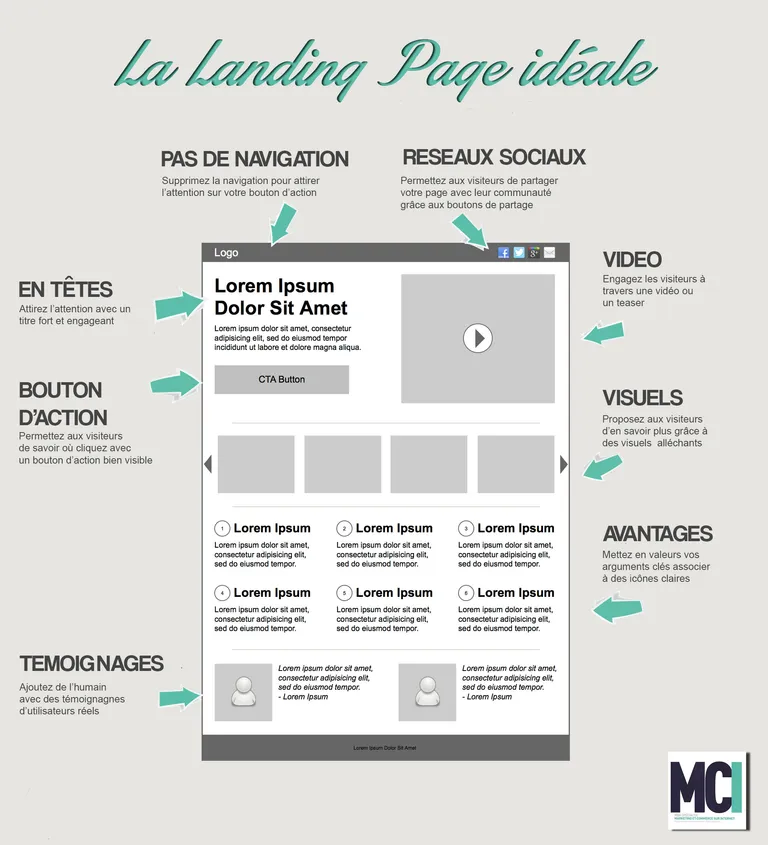 La Landing Page idéale
PAS DE NAVIGATION
Supprimez la navigation pour attirer
l'attention sur votre bouton d'action
RESEAUX SOCIAUX
Permettez aux visiteurs de partager
votre page avec leur communauté
grâce aux boutons de partage
EN TÊTES
Attirez l'attention avec un
titre fort et engageant
BOUTON
D'ACTION
Permettez aux visiteurs
de savoir où cliquez avec
un bouton d'action bien visible
TEMOIGNAGES
Ajoutez de l'humain
avec des témoignagnes
d'utilisateurs réels
VIDEO
Engagez les visiteurs à
travers une vidéo ou
un teaser
VISUELS
Proposez aux visiteurs
d'en savoir plus grâce à
des visuels alléchants
AVANTAGES
Mettez en valeurs vos
arguments clés associer
à des icônes claires
Logo
Lorem Ipsum
Dolor Sit Amet
Lorem ipsum dolor sit amet, consectetur
adipisicing elit, sed do eiusmod tempor
incididunt ut labore et dolore magna aliqua.
CTA Button
1 Lorem Ipsum
Lorem ipsum dolor sit amet,
consectetur adipisicing elit,
sed do eiusmod tempor.
2 Lorem Ipsum
Lorem ipsum dolor sit amet,
consectetur adipisicing elit,
sed do eiusmod tempor.
3 Lorem Ipsum
Lorem ipsum dolor sit amet,
consectetur adipisicing elit,
sed do eiusmod tempor.
4 Lorem Ipsum
Lorem ipsum dolor sit amet,
consectetur adipisicing elit,
sed do eiusmod tempor.
5 Lorem Ipsum
Lorem ipsum dolor sit amet,
consectetur adipisicing elit,
sed do eiusmod tempor.
6 Lorem Ipsum
Lorem ipsum dolor sit amet,
consectetur adipisicing elit,
sed do eiusmod tempor.
Lorem ipsum dolor sit amet,
consectetur adipisicing elit,
sed do eiusmod tempor.
- Lorem Ipsum
Lorem ipsum dolor sit amet,
consectetur adipisicing elit,
sed do eiusmod tempor.
- Lorem Ipsum
Lorem Ipsum Dolor Sit Amet
MCI